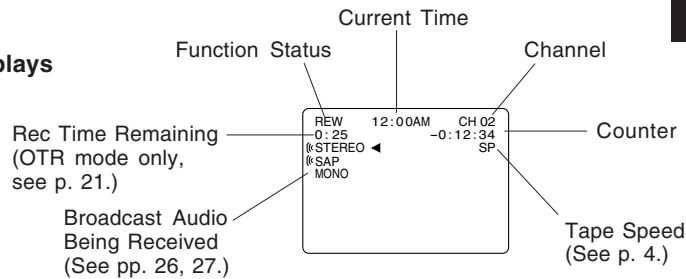 Current Time
Function Status
Channel
plays
REW 12:00AM CH 02
0:25 -0:12:34
STEREO ◄ SP
SAP
MONO
Rec Time Remaining
(OTR mode only,
see p. 21.)
Counter
Broadcast Audio
Being Received
(See pp. 26, 27.)
Tape Speed
(See p. 4.)